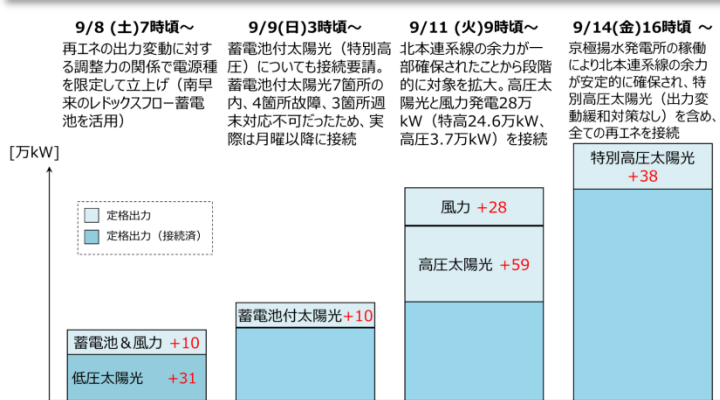 9/8 (土)7時頃～
再エネの出力変動に対す
る調整力の関係で電源種
を限定して立上げ（南早
来のレドックスフロー蓄電
池を活用）
9/9(日)3時頃～
蓄電池付太陽光（特別高
圧）についても接続要請。
蓄電池付太陽光7箇所の
内、4箇所故障、3箇所週
末対応不可だったため、実
際は月曜以降に接続
9/11 (火)9時頃～
北本連系線の余力が一
部確保されたことから段階
的に対象を拡大。高圧太
陽光と風力発電28万
kW（特高24.6万kW、
高圧3.7万kW）を接続
9/14(金)16時頃 ～
京極揚水発電所の稼働
により北本連系線の余力
が安定的に確保され、特
別高圧太陽光（出力変
動緩和対策なし）を含め、
全ての再エネを接続
[万kW]
定格出力
定格出力（接続済）
蓄電池＆風力 +10
低圧太陽光 +31
蓄電池付太陽光+10
風力 +28
高圧太陽光 +59
特別高圧太陽光
+38